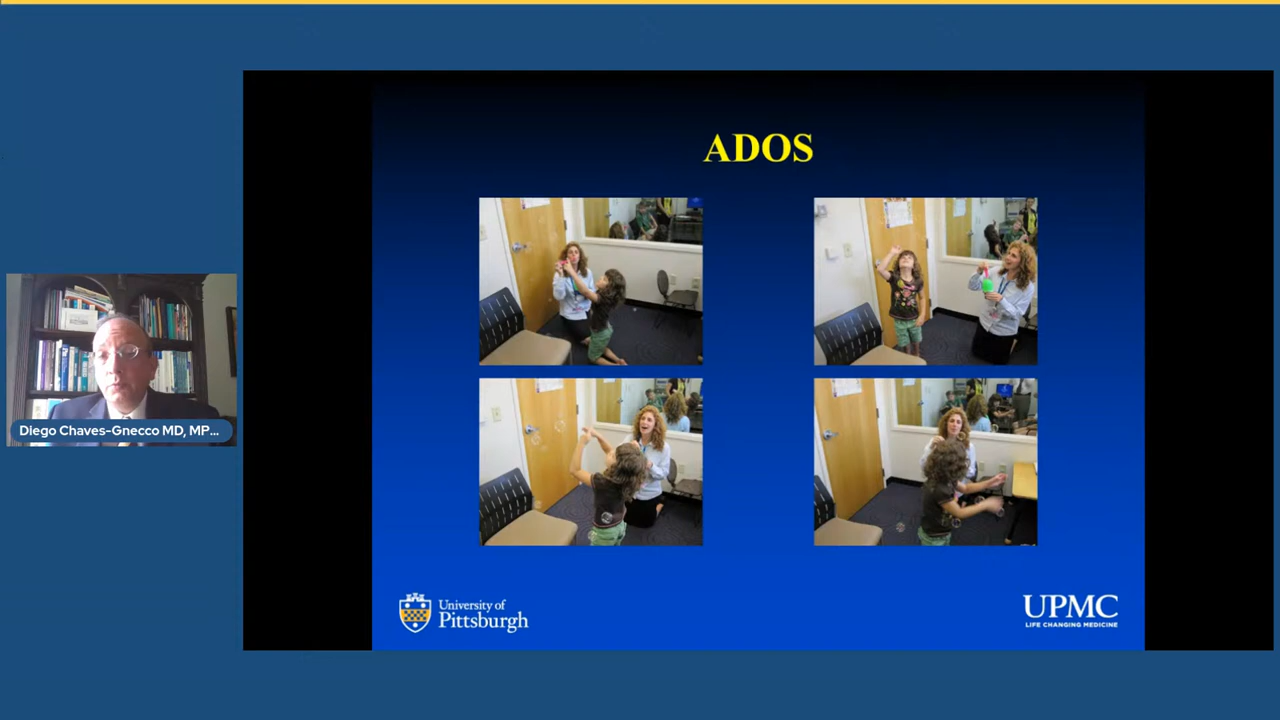 ADOS
Diego Chaves-Gnecco MD, MP...
University of
Pittsburgh
UPMC
LIFE CHANGING MEDICINE